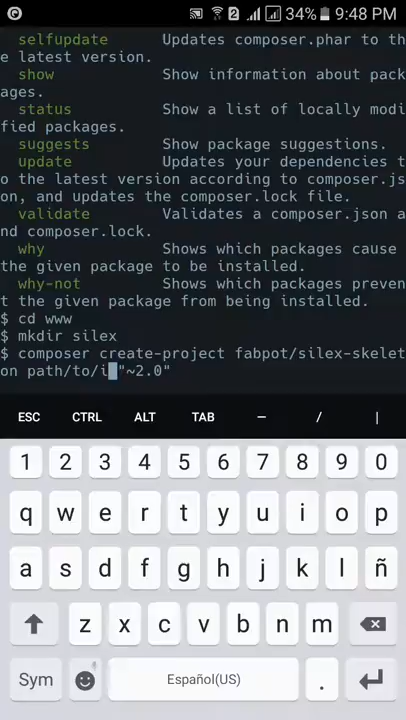 2 34% 9:48 PM
selfupdate Updates composer.phar to th
e latest version.
show Show information about pack
ages.
status Show a list of locally modi
fied packages.
suggests Show package suggestions.
update Updates your dependencies t
o the latest version according to composer.js
on, and updates the composer.lock file.
validate Validates a composer.json a
nd composer.lock.
why Shows which packages cause
the given package to be installed.
why-not Shows which packages preven
t the given package from being installed.
$ cd www
$ mkdir silex
$ composer create-project fabpot/silex-skelet
on path/to/i "~2.0"
ESC CTRL ALT TAB — / |
1 2 3 4 5 6 7 8 9 0
q w e r t y u i o p
a s d f g h j k l ñ
z x c v b n m
Sym Español(US) .